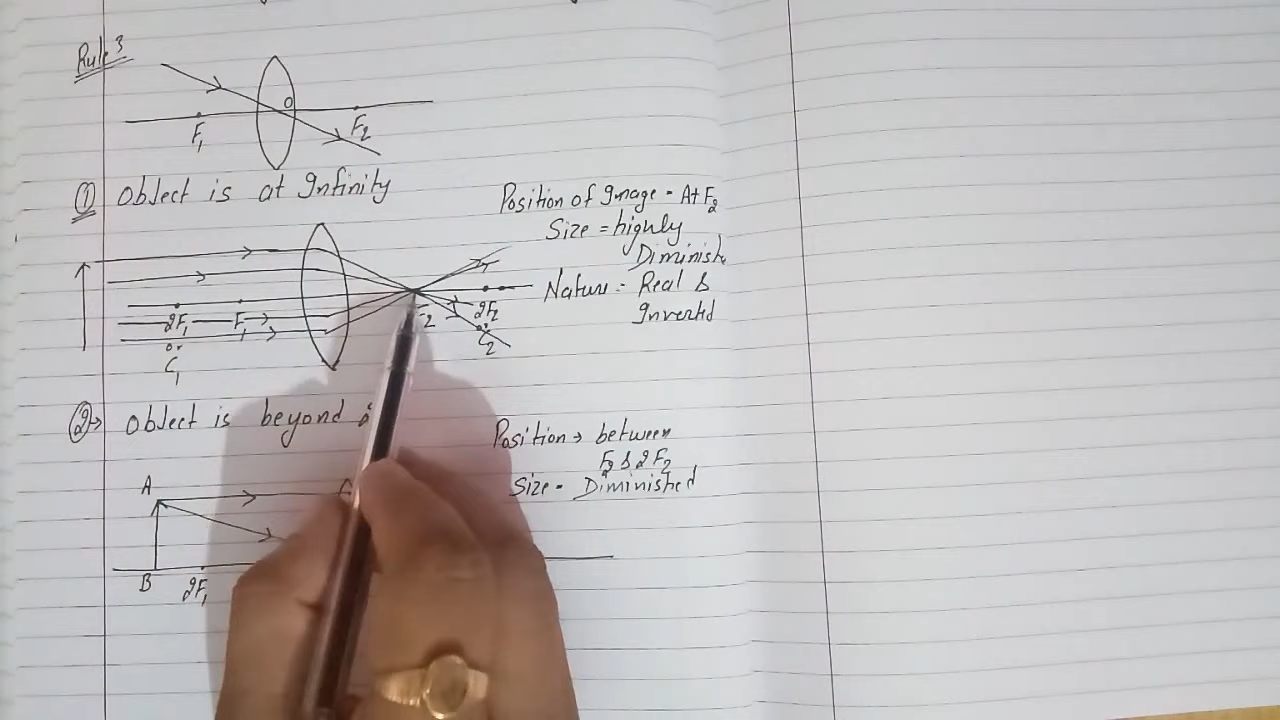 Rule 3
O
F1
F2
① Object is at Infinity
Position of Image - At F2
Size = highly
Diminish
Nature - Real &
Inverted
2F1
F1
2F2
or
C1
C2
② → Object is beyond
Position → between
F2 & 2F2
Size - Diminished
A
B
2F1